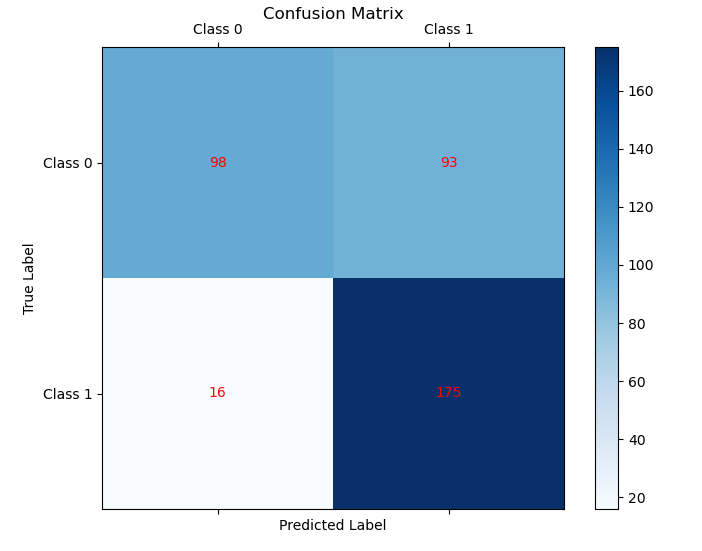 Confusion Matrix
Class 0 Class 1
160
Class 0 98 93
140
120
100
True Label
80
60
Class 1 16 175
40
20
Predicted Label